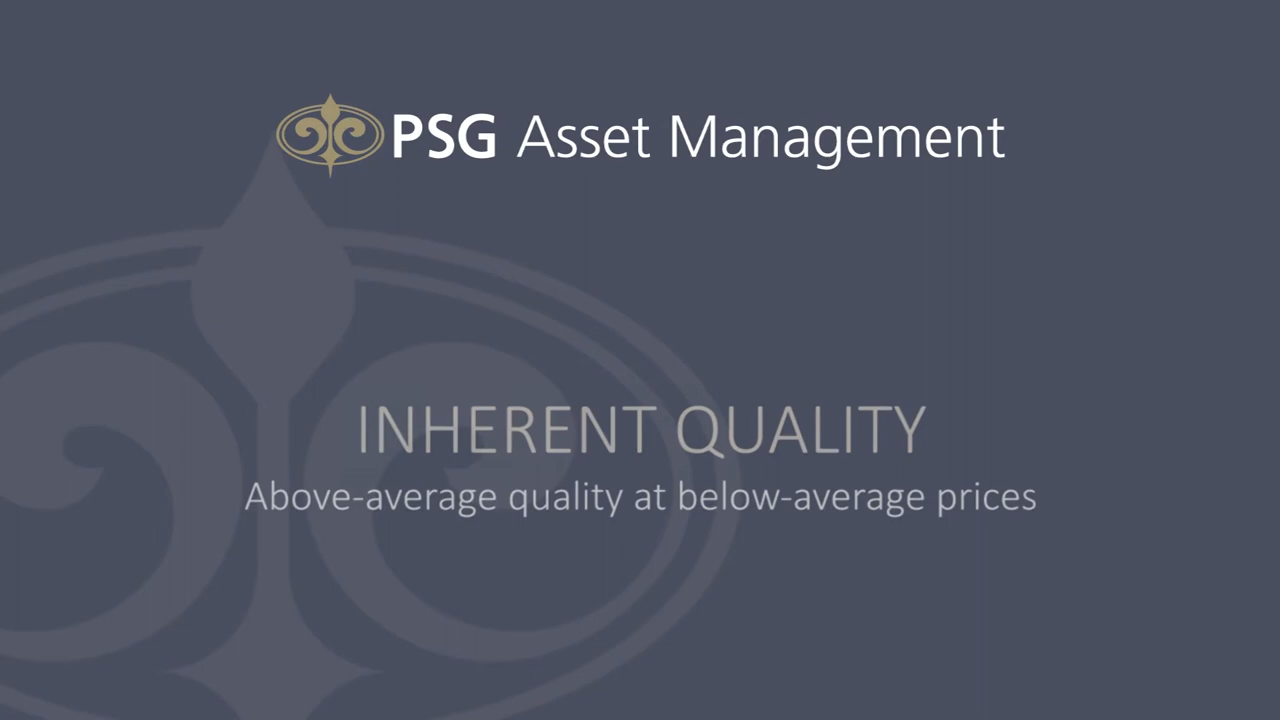 PSG Asset Management
INHERENT QUALITY
Above-average quality at below-average prices